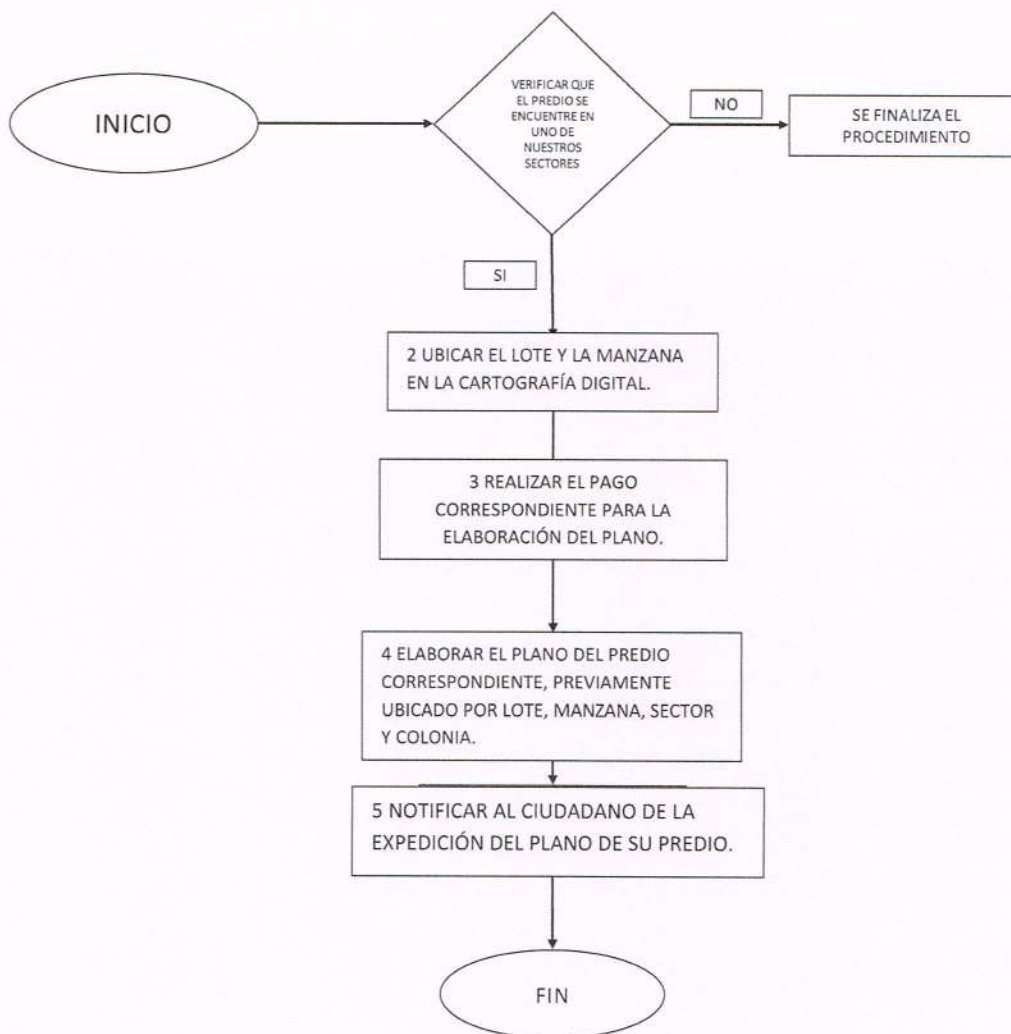 INICIO
VERIFICAR QUE
EL PREDIO SE
ENCUENTRE EN
UNO DE
NUESTROS
SECTORES
NO
SE FINALIZA EL
PROCEDIMIENTO
SI
2 UBICAR EL LOTE Y LA MANZANA
EN LA CARTOGRAFÍA DIGITAL.
3 REALIZAR EL PAGO
CORRESPONDIENTE PARA LA
ELABORACIÓN DEL PLANO.
4 ELABORAR EL PLANO DEL PREDIO
CORRESPONDIENTE, PREVIAMENTE
UBICADO POR LOTE, MANZANA, SECTOR
Y COLONIA.
5 NOTIFICAR AL CIUDADANO DE LA
EXPEDICIÓN DEL PLANO DE SU PREDIO.
FIN